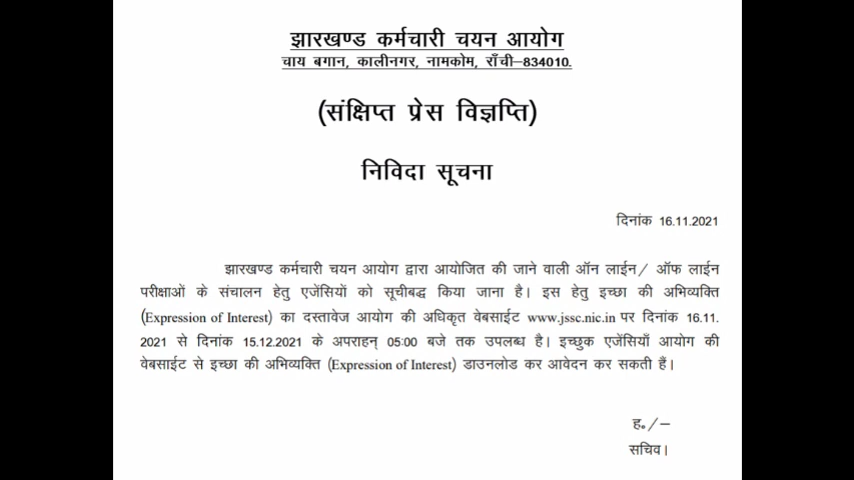 झारखण्ड कर्मचारी चयन आयोग
चाय बगान, कालीनगर, नामकोम, राँची–834010.
(संक्षिप्त प्रेस विज्ञप्ति)
निविदा सूचना
दिनांक 16.11.2021
झारखण्ड कर्मचारी चयन आयोग द्वारा आयोजित की जाने वाली ऑन लाईन/ ऑफ लाईन
परीक्षाओं के संचालन हेतु एजेंसियों को सूचीबद्ध किया जाना है। इस हेतु इच्छा की अभिव्यक्ति
(Expression of Interest) का दस्तावेज आयोग की अधिकृत वेबसाईट www.jssc.nic.in पर दिनांक 16.11.
2021 से दिनांक 15.12.2021 के अपराहन् 05:00 बजे तक उपलब्ध है। इच्छुक एजेंसियाँ आयोग की
वेबसाईट से इच्छा की अभिव्यक्ति (Expression of Interest) डाउनलोड कर आवेदन कर सकती हैं।
ह०/–
सचिव।